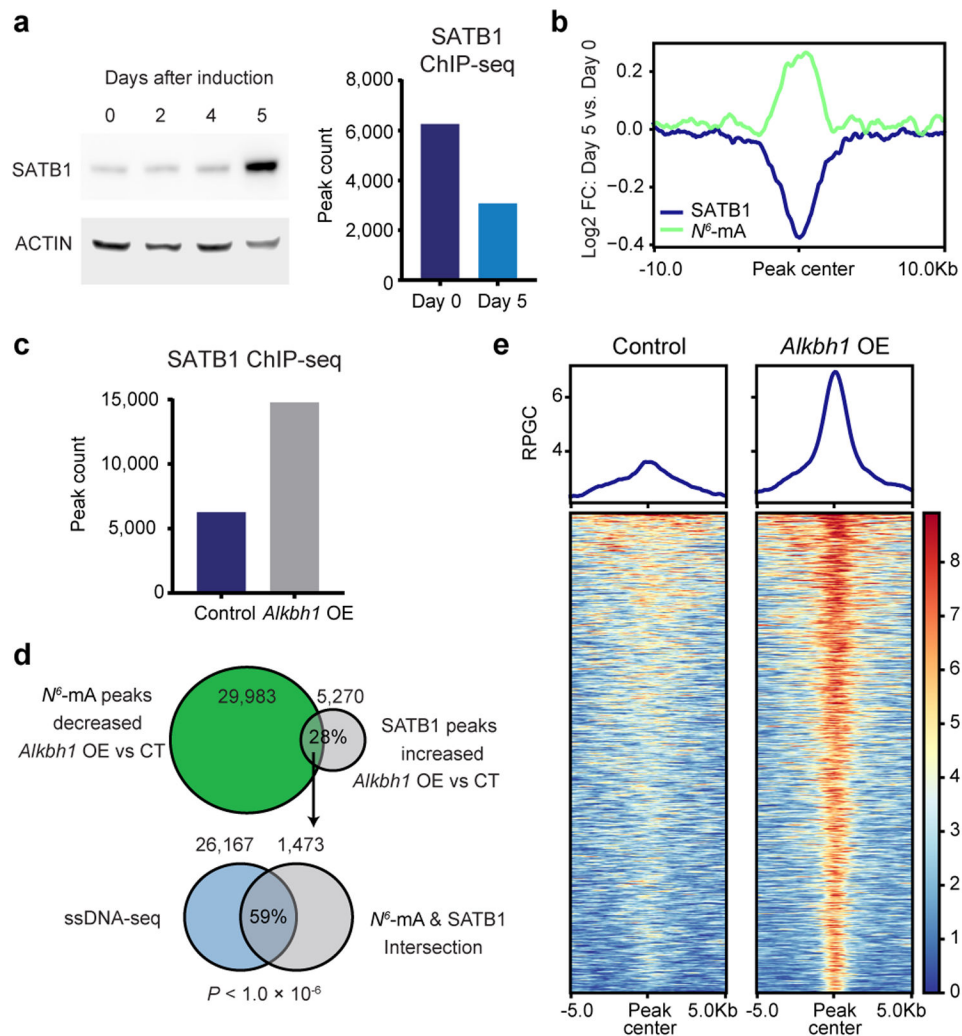 a
Days after induction
0 2 4 5
SATB1
ACTIN
SATB1
ChIP-seq
Peak count
8,000
6,000
4,000
2,000
0
Day 0 Day 5
b
Log2 FC: Day 5 vs. Day 0
0.2
0.0
−0.2
−0.4
SATB1
N⁶-mA
-10.0 Peak center 10.0Kb
c
SATB1 ChIP-seq
Peak count
15,000
10,000
5,000
0
Control Alkbh1 OE
d
N⁶-mA peaks
decreased
Alkbh1 OE vs CT
29,983
5,270
28%
SATB1 peaks
increased
Alkbh1 OE vs CT
26,167 1,473
ssDNA-seq
59%
N⁶-mA & SATB1
Intersection
P < 1.0 × 10⁻⁶
e
Control Alkbh1 OE
RPGC
6
4
8
7
6
5
4
3
2
1
0
-5.0 Peak center 5.0Kb
-5.0 Peak center 5.0Kb